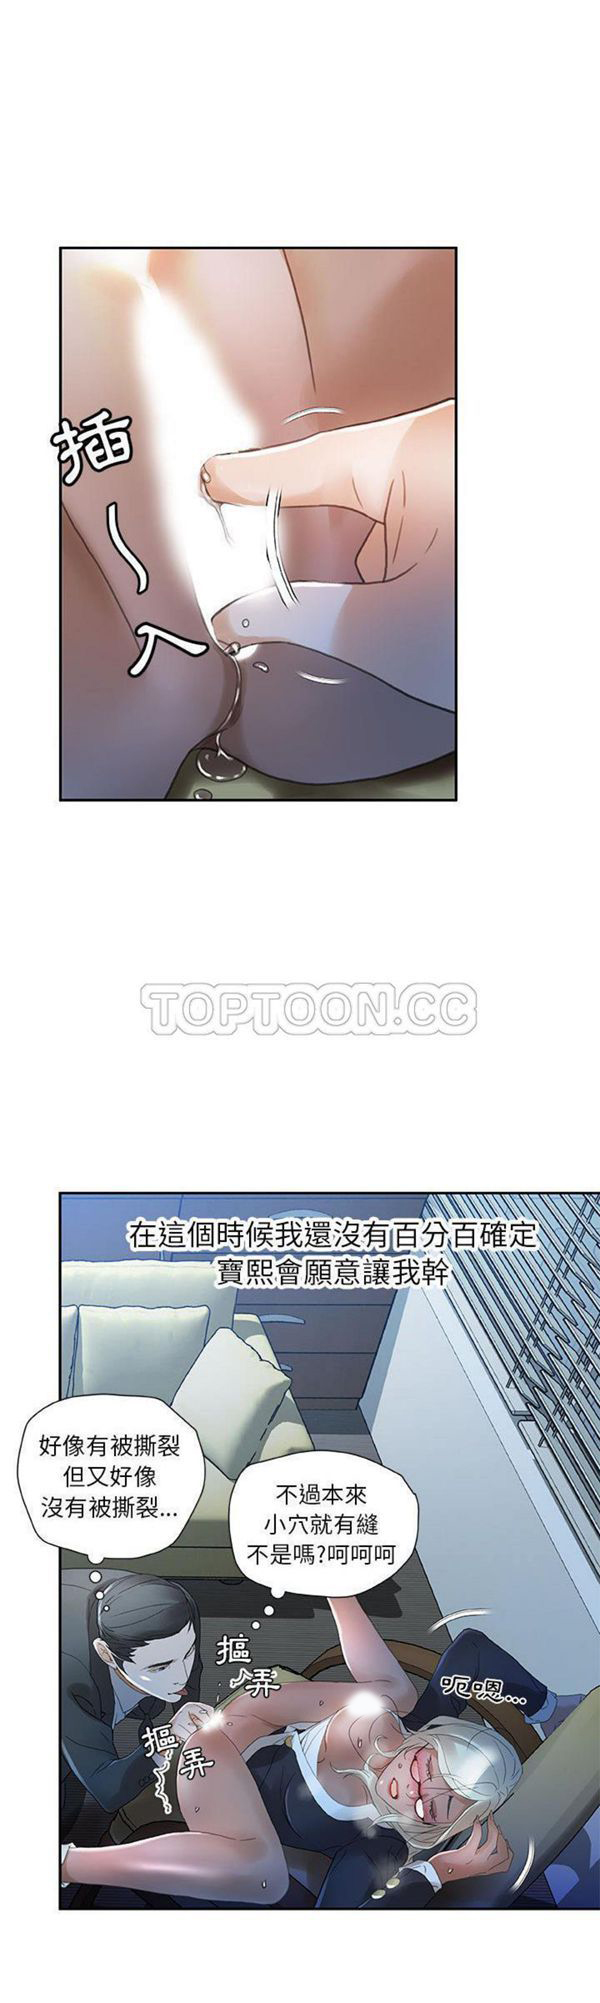 插~入
TOPTOON.CC
在這個時候我還沒有百分百確定
寶熙會願意讓我幹
好像有被撕裂
但又好像
沒有被撕裂...
不過本來
小穴就有縫
不是嗎?呵呵呵
摳弄
摳弄
呃嗯...